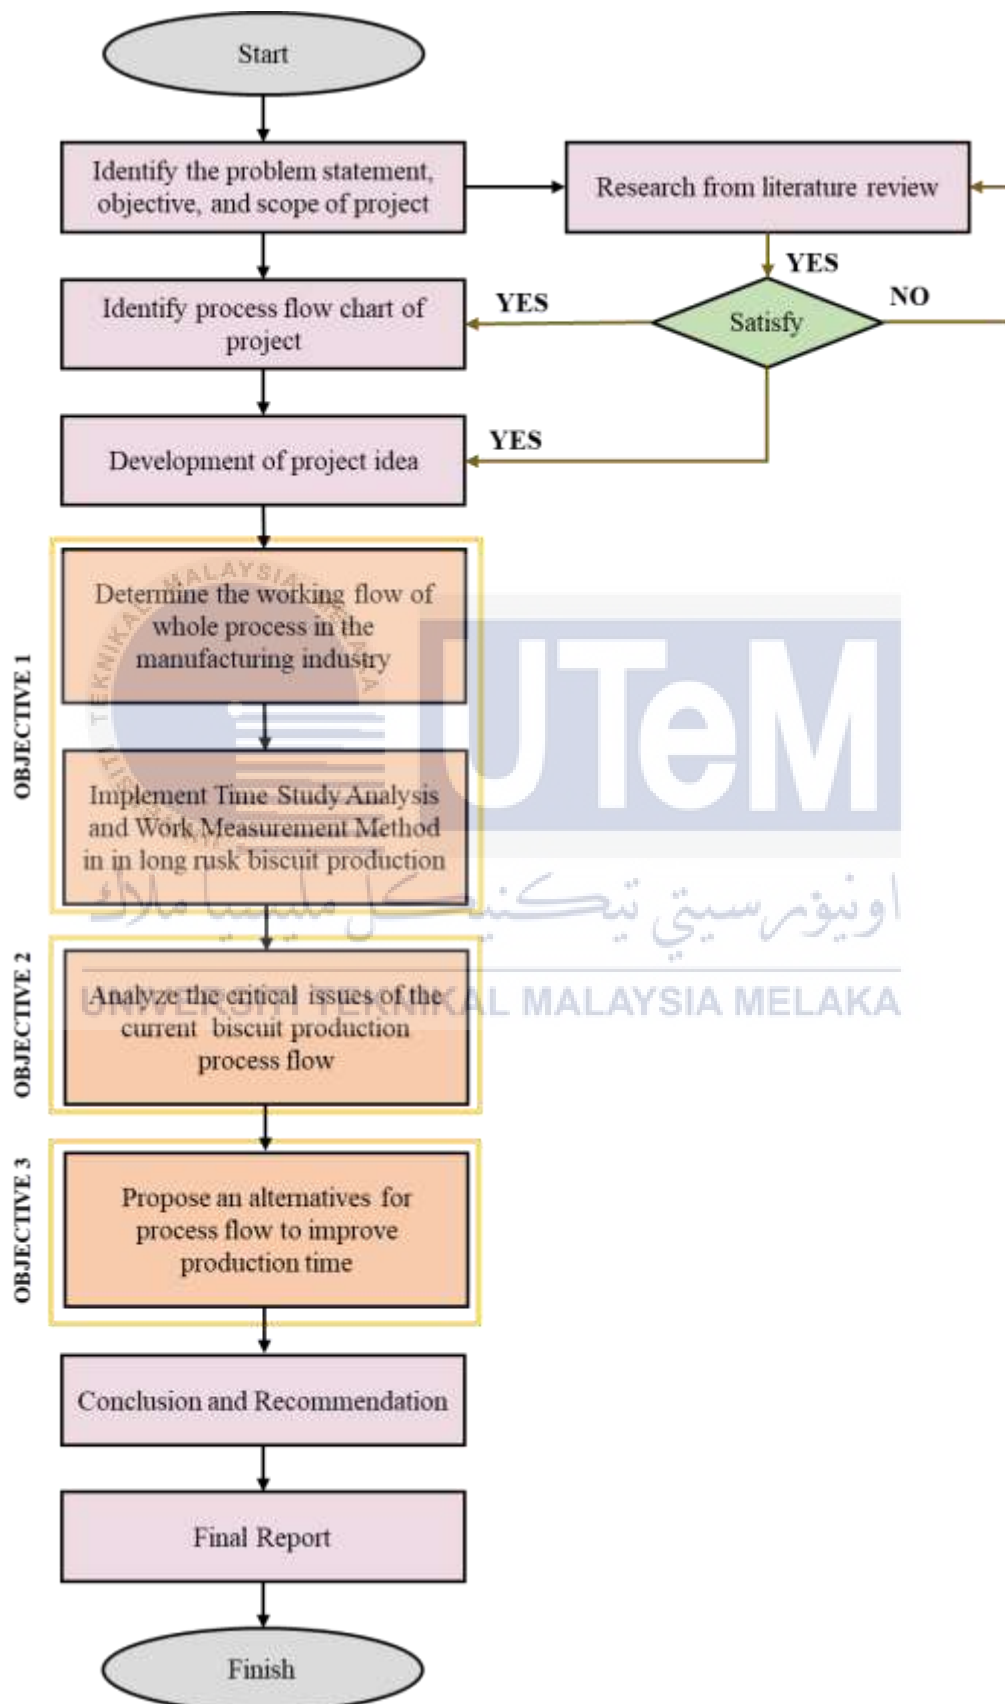 Start
Identify the problem statement,
objective, and scope of project
Research from literature review
YES
Identify process flow chart of
project
YES
Satisfy
NO
Development of project idea
YES
OBJECTIVE 1
Determine the working flow of
whole process in the
manufacturing industry
Implement Time Study Analysis
and Work Measurement Method
in in long rusk biscuit production
UTeM
اونيۏرسيتي تيكنيكل مليسيا ملاك
UNIVERSITI TEKNIKAL MALAYSIA MELAKA
OBJECTIVE 2
Analyze the critical issues of the
current biscuit production
process flow
OBJECTIVE 3
Propose an alternatives for
process flow to improve
production time
Conclusion and Recommendation
Final Report
Finish